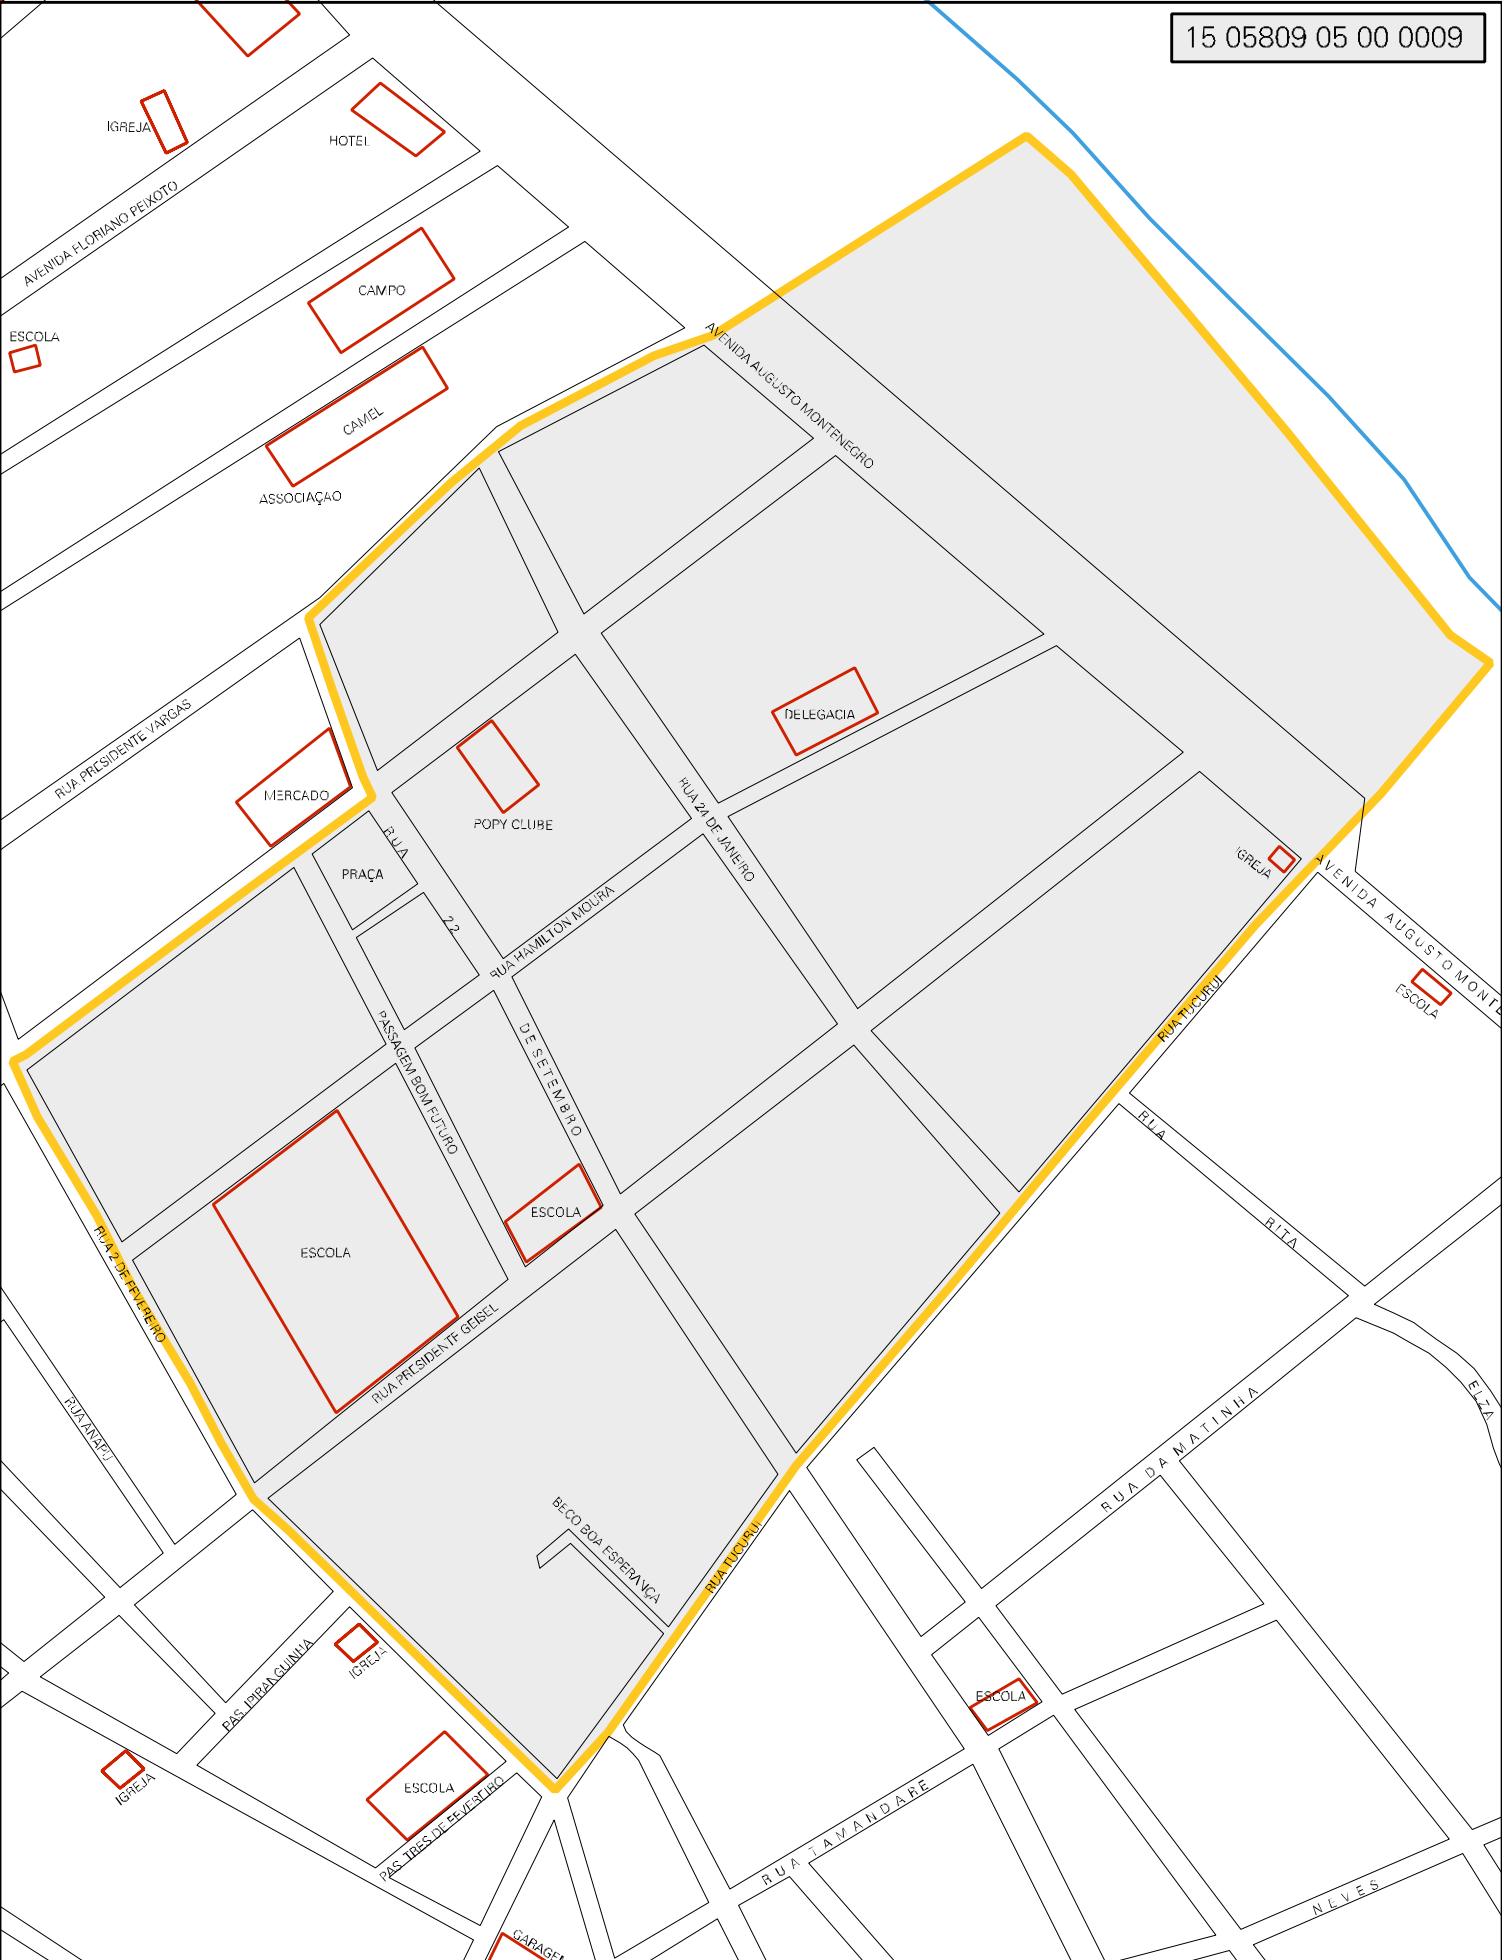 15 05809 05 00 0009
IGREJA
HOTEL
AVENIDA FLORIANO PEIXOTO
CAMPO
ESCOLA
AVENIDA AUGUSTO MONTENEGRO
CAMEL
ASSOCIAÇAO
RUA PRESIDENTE VARGAS
DELEGACIA
MERCADO
POPY CLUBE
RUA 24 DE JANEIRO
RUA
22
DE SETEMBRO
PRAÇA
IGREJA
AVENIDA AUGUSTO MONTE
ESCOLA
RUA HAMILTON MOURA
RUA TUCURUI
PASSAGEM BOM FUTURO
RUA
RITA
ELZA
ESCOLA
ESCOLA
RUA 2 DE FEVEREIRO
RUA PRESIDENTE GEISEL
RUA ANAPU
RUA DA MATINHA
BECO BOA ESPERANÇA
RUA TUCURUI
IGREJA
PAS. IPIRANGUINHA
ESCOLA
IGREJA
ESCOLA
PAS. TRES DE FEVEREIRO
RUA TAMANDARE
NEVES
GARAGEM